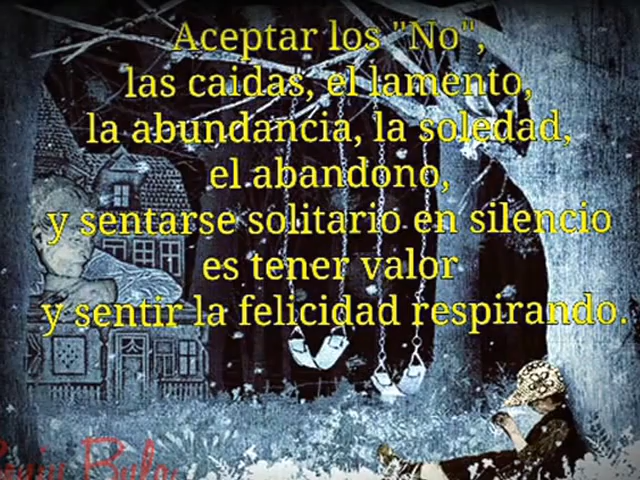 Aceptar los "No",
las caidas, el lamento,
la abundancia, la soledad,
el abandono,
y sentarse solitario en silencio
es tener valor
y sentir la felicidad respirando.